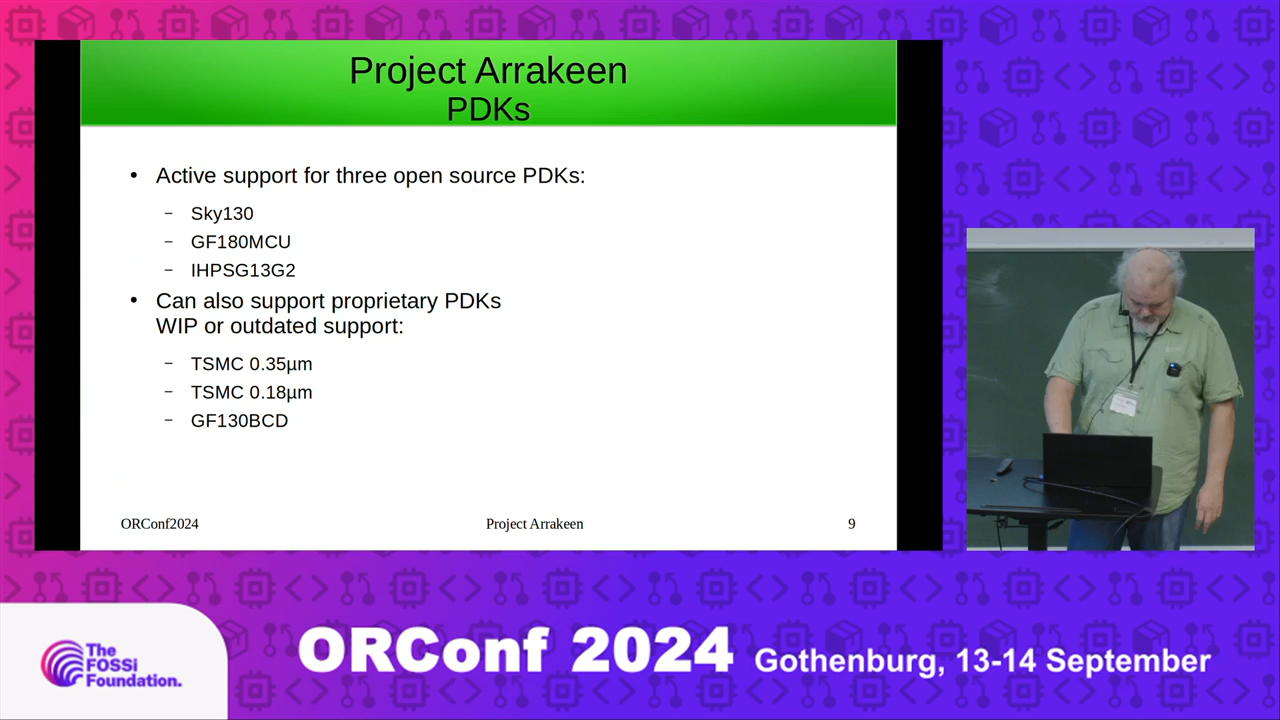 Project Arrakeen
PDKs
• Active support for three open source PDKs:
– Sky130
– GF180MCU
– IHPSG13G2
• Can also support proprietary PDKs
WIP or outdated support:
– TSMC 0.35µm
– TSMC 0.18µm
– GF130BCD
ORConf2024
Project Arrakeen
9
The
FOSSi
Foundation.
ORConf 2024 Gothenburg, 13-14 September